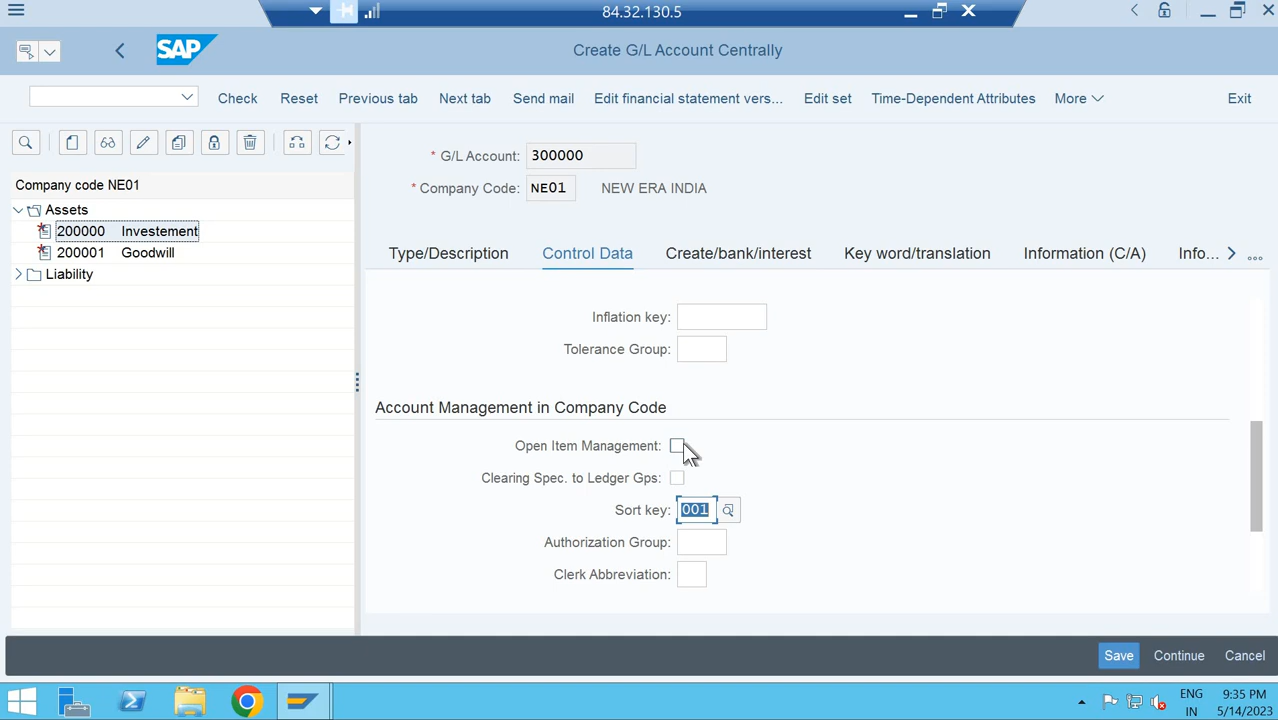 84.32.130.5
SAP
Create G/L Account Centrally
Check Reset Previous tab Next tab Send mail Edit financial statement vers... Edit set Time-Dependent Attributes More Exit
* G/L Account: 300000
* Company Code: NE01 NEW ERA INDIA
Company code NE01
Assets
200000 Investement
200001 Goodwill
Liability
Type/Description Control Data Create/bank/interest Key word/translation Information (C/A) Info... ...
Inflation key:
Tolerance Group:
Account Management in Company Code
Open Item Management:
Clearing Spec. to Ledger Gps:
Sort key: 001
Authorization Group:
Clerk Abbreviation:
Save Continue Cancel
ENG 9:35 PM
IN 5/14/2023